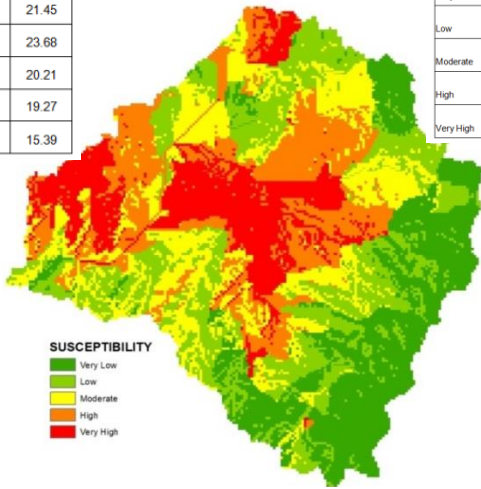 21.45
23.68
20.21
19.27
15.39
Low
Moderate
High
Very High
SUSCEPTIBILITY
Very Low
Low
Moderate
High
Very High